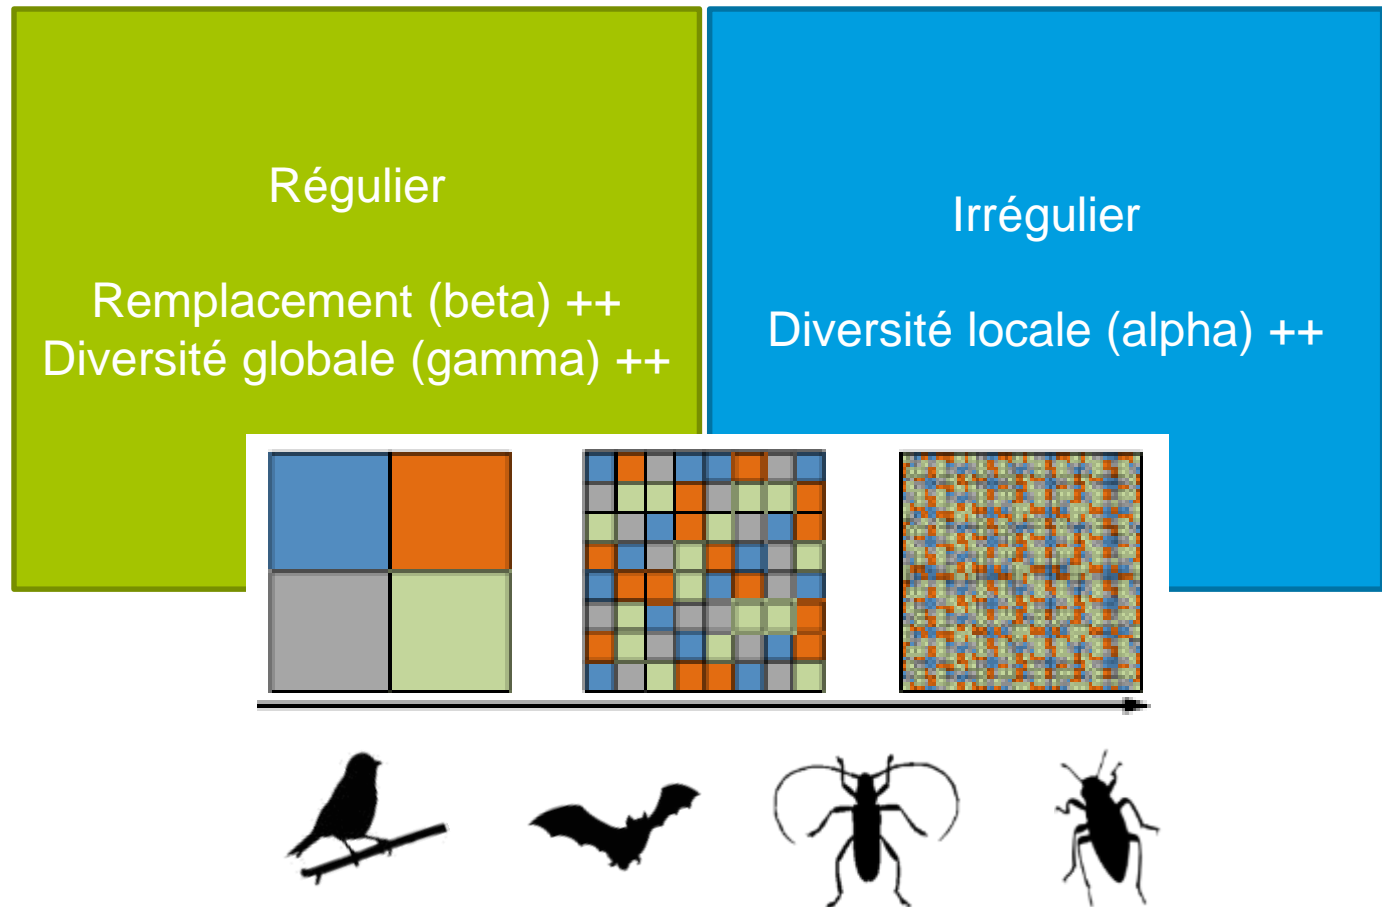 Régulier
Remplacement (beta) ++
Diversité globale (gamma) ++
Irrégulier
Diversité locale (alpha) ++